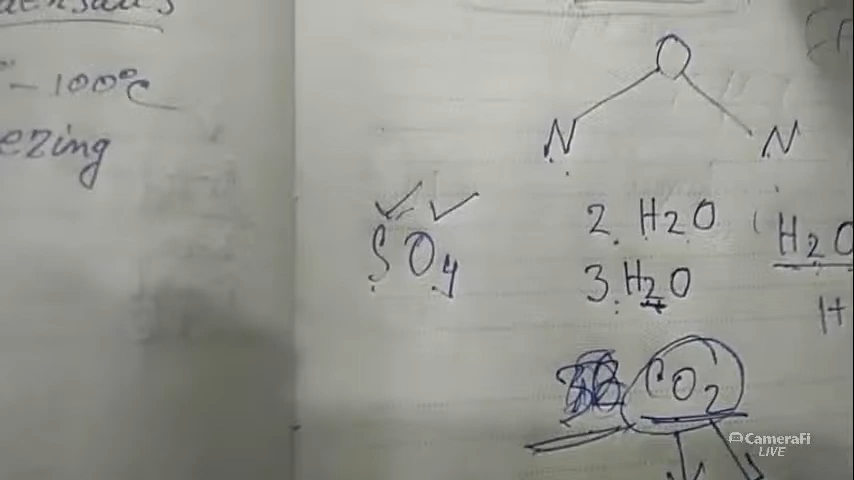 - 100°C
ezing
O
N N
SO4
2. H2O
3. H2O
H2O
H
CO2
CameraFi
LIVE